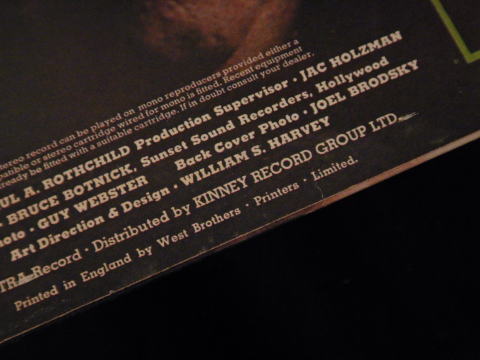 stereo record can be played on mono reproducers provided either a
patible or stereo cartridge wired for mono is fitted. Recent equipment
already be fitted with a suitable cartridge. If in doubt consult your dealer.
UL A. ROTHCHILD Production Supervisor · JAC HOLZMAN
· BRUCE BOTNICK, Sunset Sound Recorders, Hollywood
hoto · GUY WEBSTER Back Cover Photo · JOEL BRODSKY
Art Direction & Design · WILLIAM S. HARVEY
TRA Record · Distributed by KINNEY RECORD GROUP LTD
Printed in England by West Brothers · Printers · Limited.